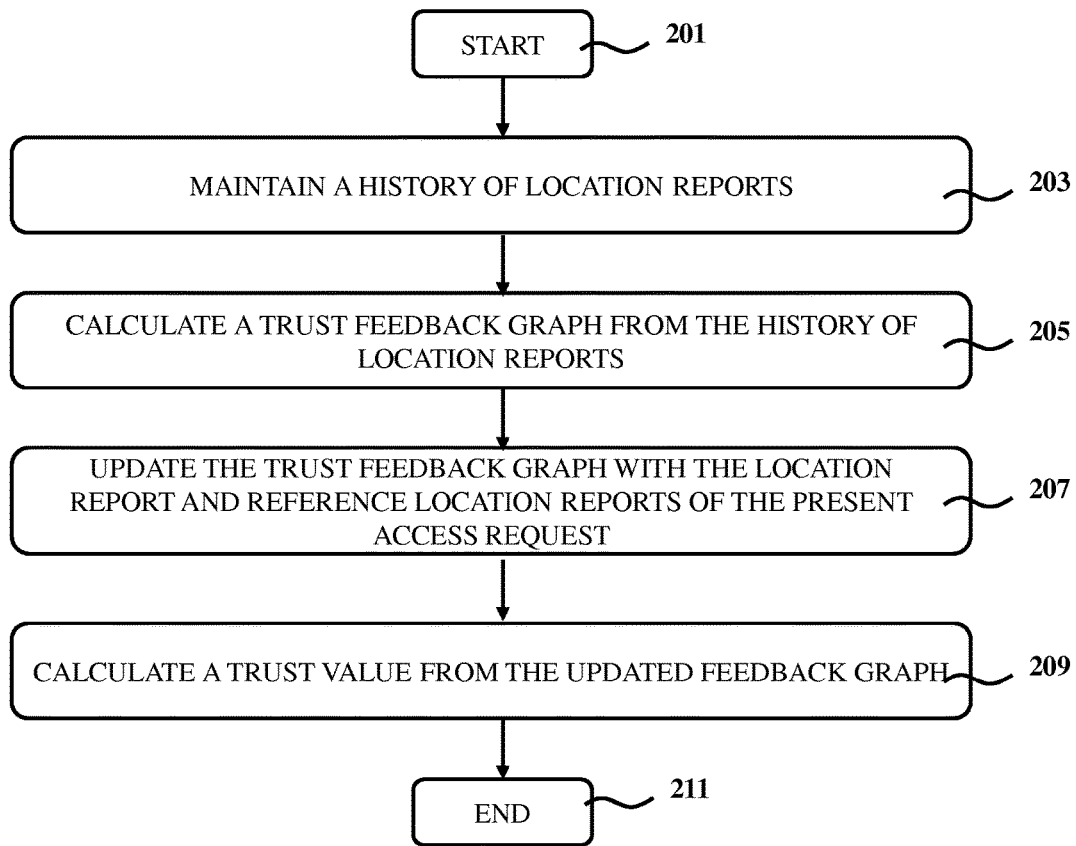 START
201
MAINTAIN A HISTORY OF LOCATION REPORTS
203
CALCULATE A TRUST FEEDBACK GRAPH FROM THE HISTORY OF
LOCATION REPORTS
205
UPDATE THE TRUST FEEDBACK GRAPH WITH THE LOCATION
REPORT AND REFERENCE LOCATION REPORTS OF THE PRESENT
ACCESS REQUEST
207
CALCULATE A TRUST VALUE FROM THE UPDATED FEEDBACK GRAPH
209
END
211